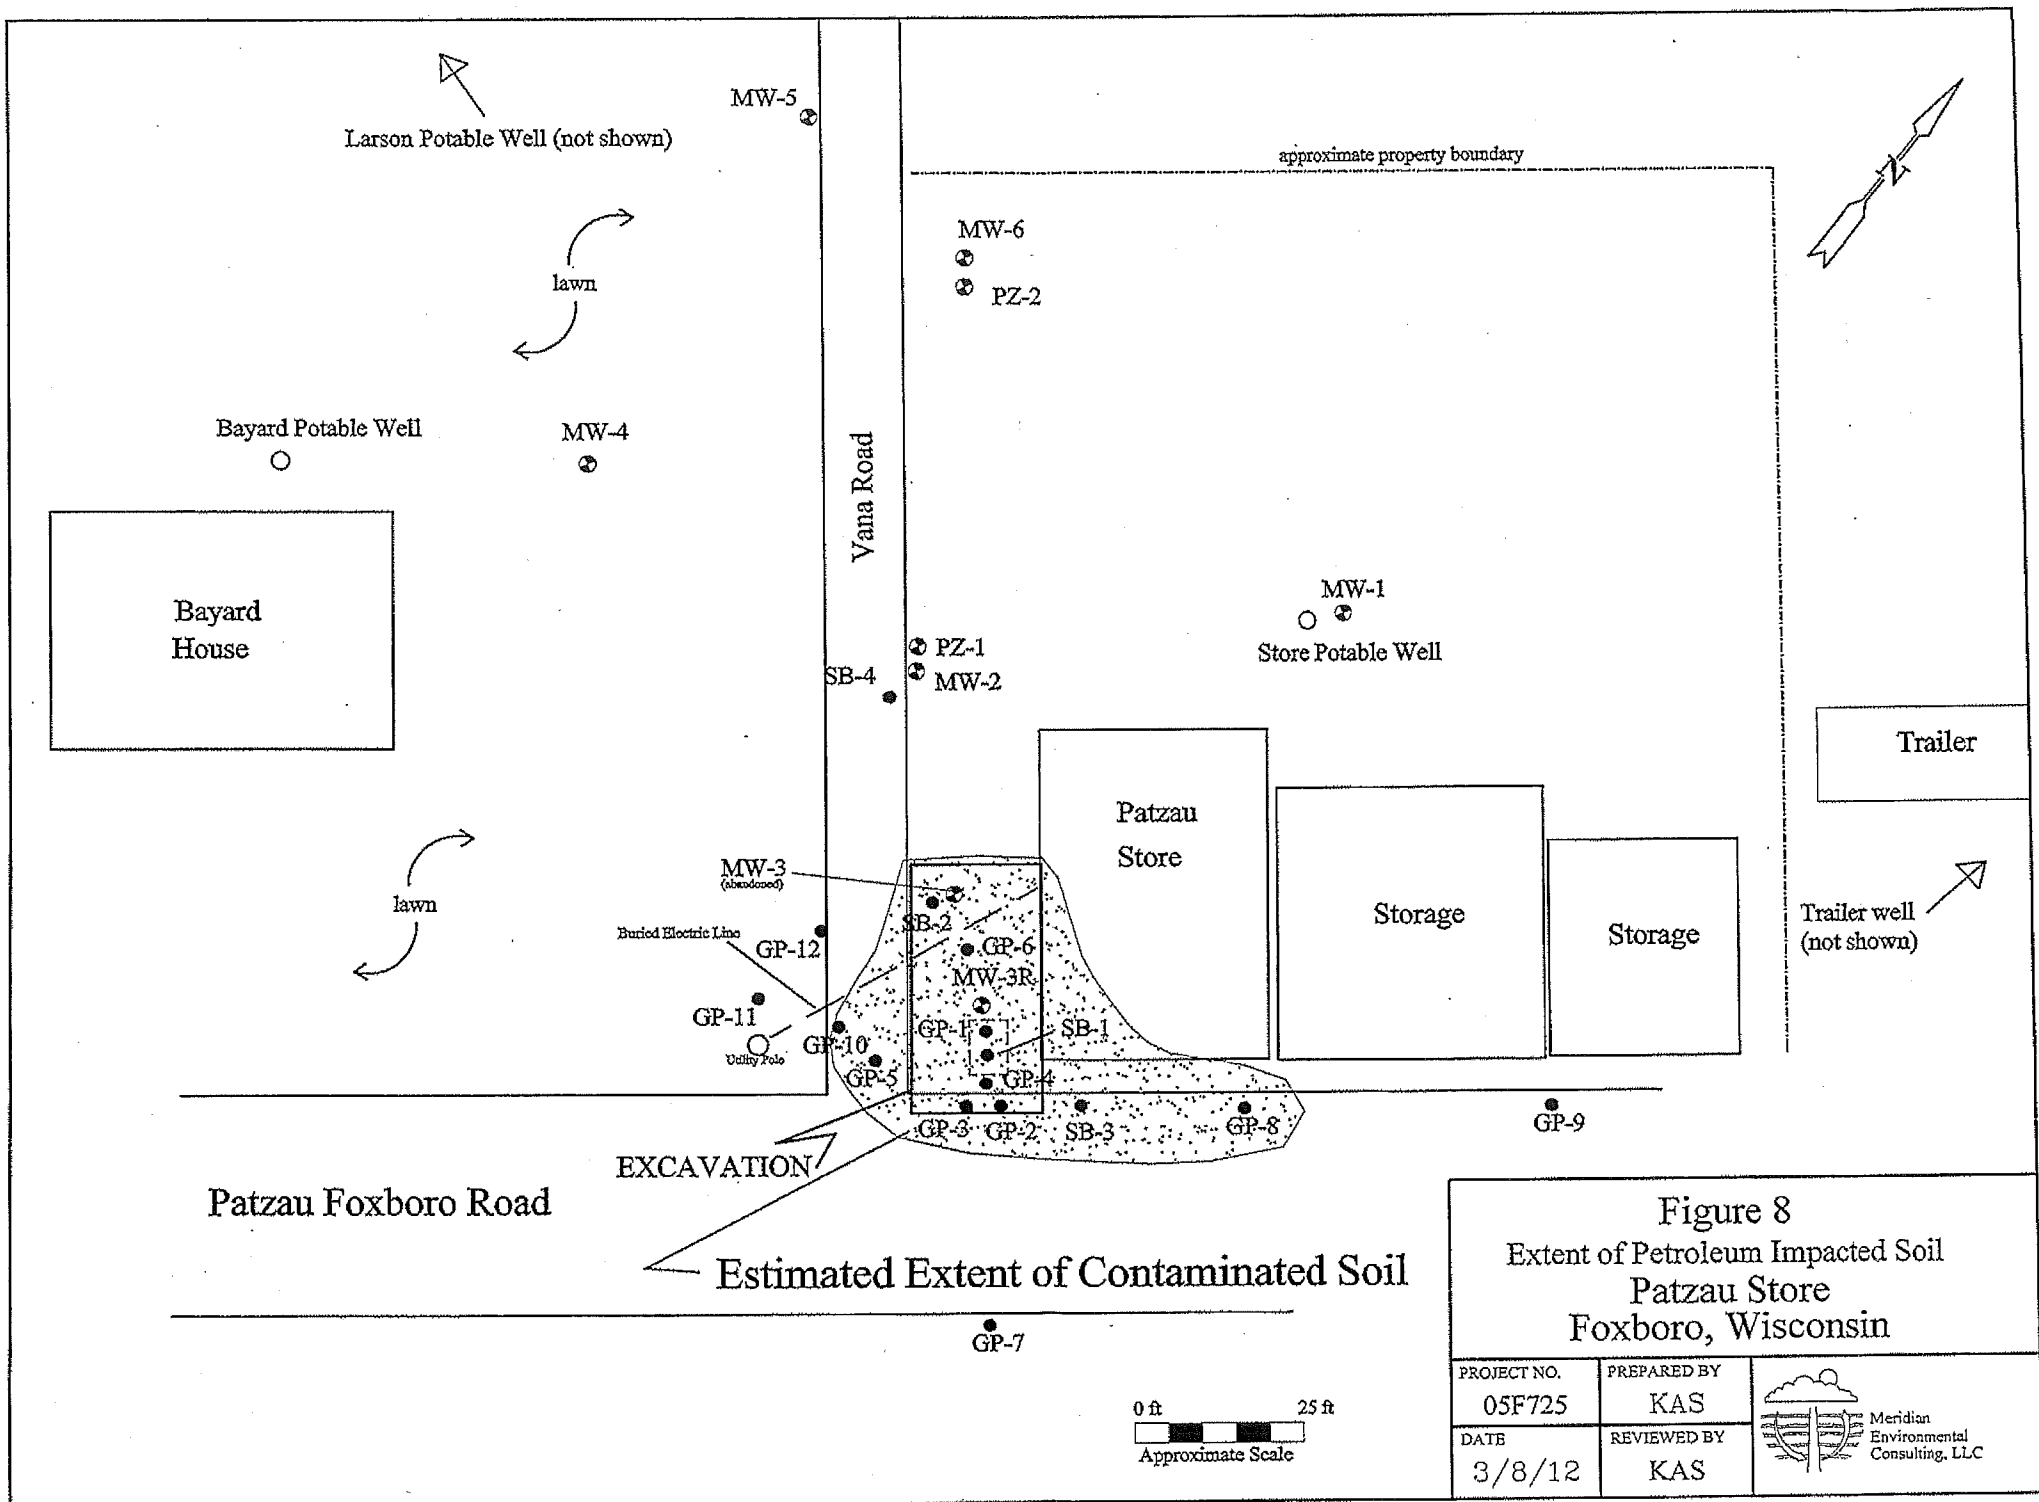 MW-5
Larson Potable Well (not shown)
approximate property boundary
N
MW-6
PZ-2
lawn
Bayard Potable Well
MW-4
Vana Road
Bayard
House
MW-1
Store Potable Well
PZ-1
MW-2
SB-4
Trailer
Patzau
Store
Storage
Storage
Trailer well
(not shown)
MW-3
(abandoned)
SB-2
lawn
Buried Electric Line
GP-12
GP-6
MW-3R
GP-11
GP-1
SB-1
GP-10
Utility Pole
GP-5
GP-4
GP-3
GP-2
SB-3
GP-8
GP-9
EXCAVATION
Patzau Foxboro Road
Estimated Extent of Contaminated Soil
GP-7
0 ft
25 ft
Approximate Scale
Figure 8
Extent of Petroleum Impacted Soil
Patzau Store
Foxboro, Wisconsin
PROJECT NO.
05F725
PREPARED BY
KAS
DATE
3/8/12
REVIEWED BY
KAS
Meridian
Environmental
Consulting, LLC